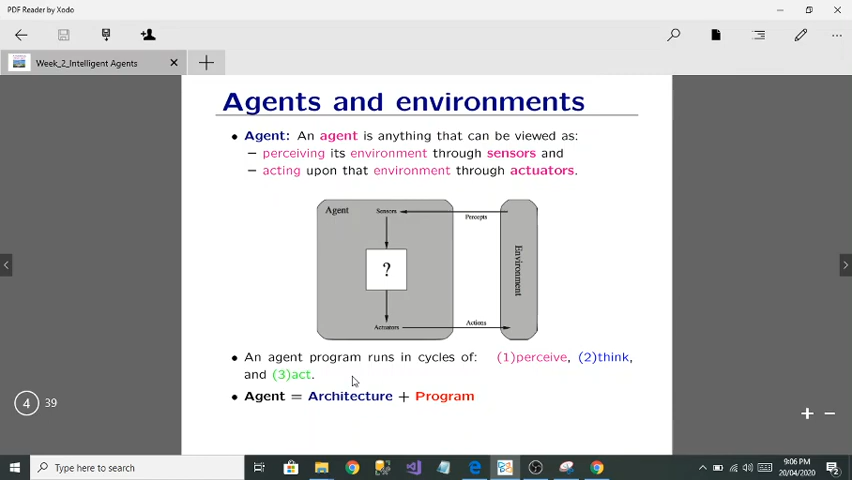 PDF Reader by Xodo
Week_2_Intelligent Agents
Agents and environments
• Agent: An agent is anything that can be viewed as:
– perceiving its environment through sensors and
– acting upon that environment through actuators.
Agent
Sensors
Percepts
?
Environment
Actuators
Actions
• An agent program runs in cycles of: (1)perceive, (2)think,
and (3)act.
• Agent = Architecture + Program
4 39
Type here to search
9:06 PM
20/04/2020
2